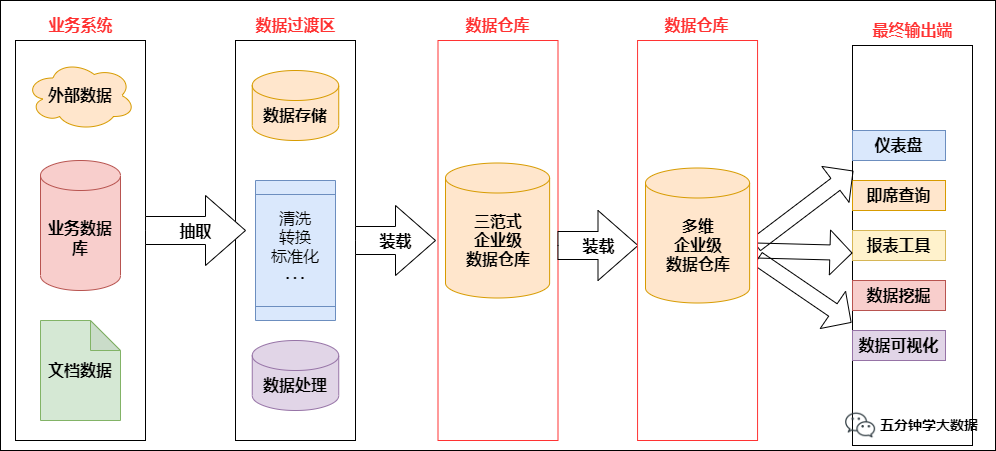 业务系统
外部数据
业务数据
库
文档数据
抽取
数据过渡区
数据存储
清洗
转换
标准化
...
数据处理
装载
数据仓库
三范式
企业级
数据仓库
装载
数据仓库
多维
企业级
数据仓库
最终输出端
仪表盘
即席查询
报表工具
数据挖掘
数据可视化
五分钟学大数据